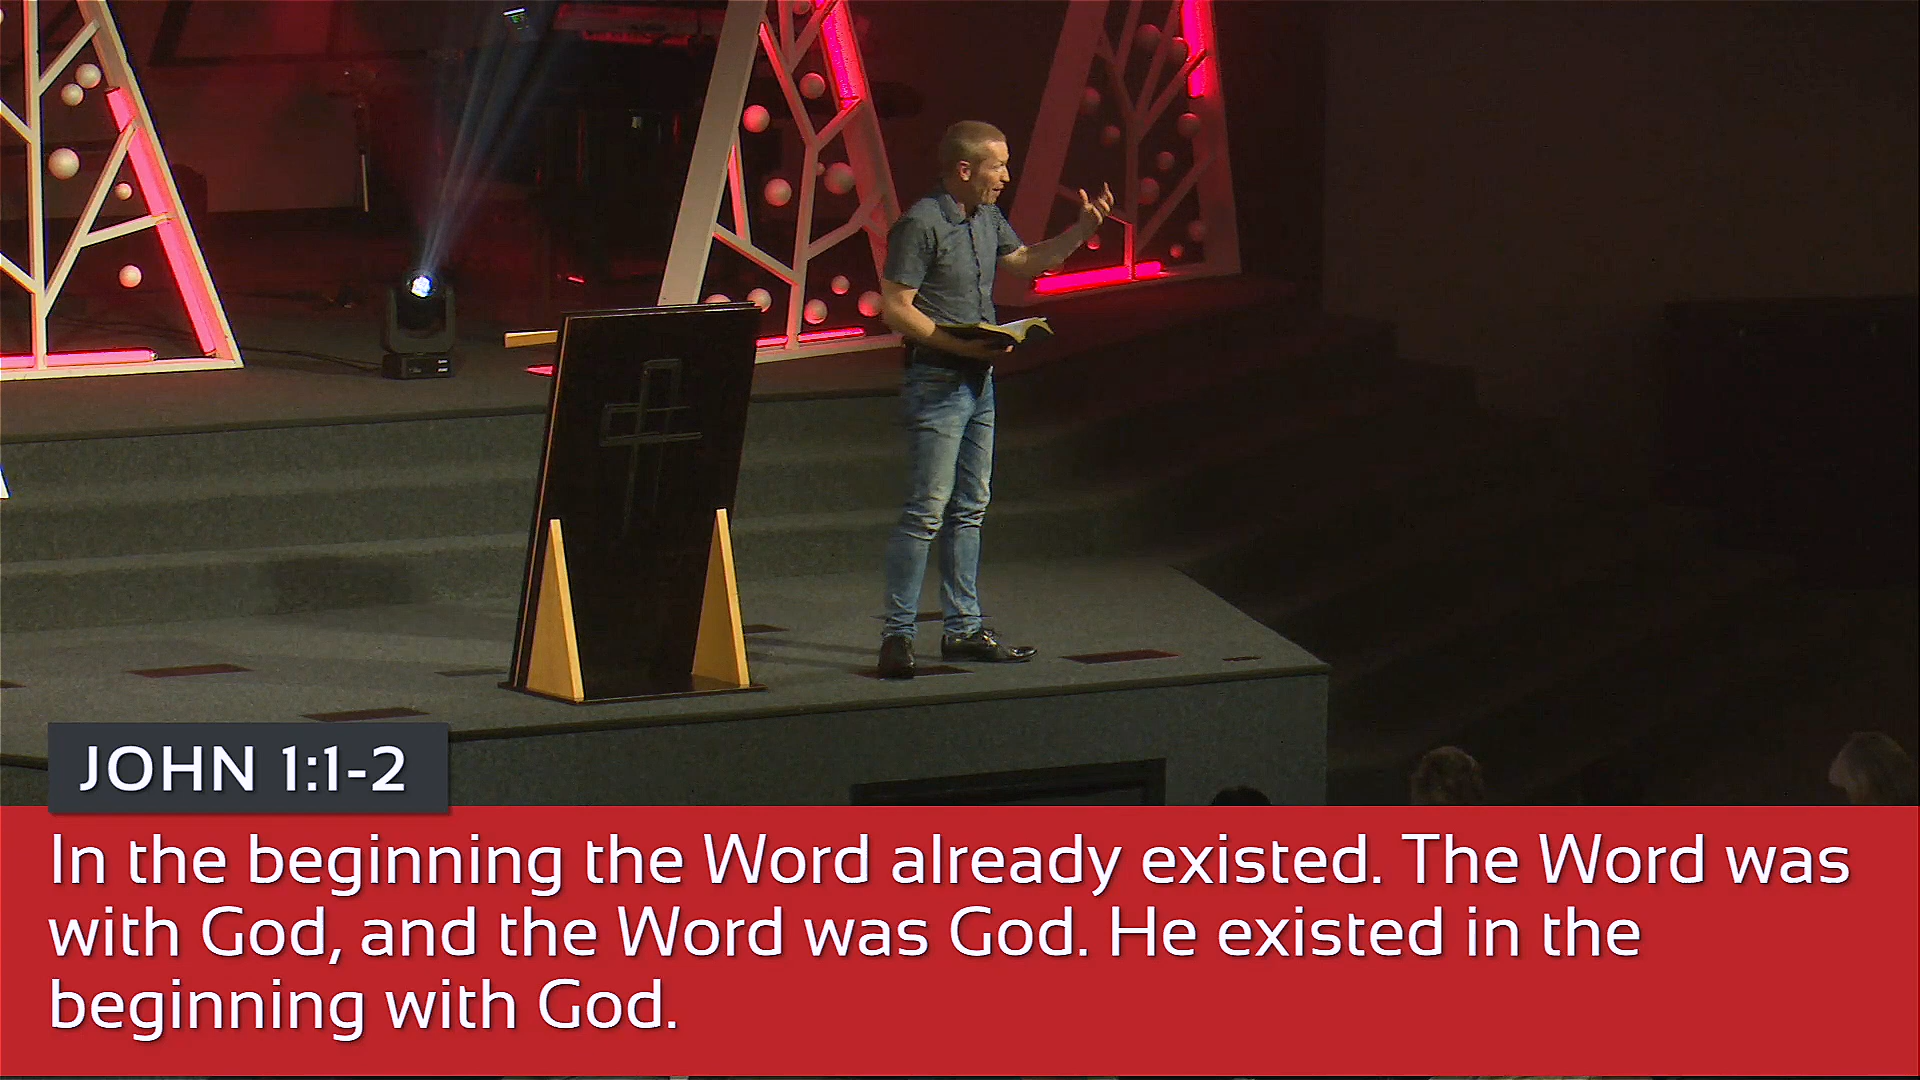 JOHN 1:1-2
In the beginning the Word already existed. The Word was
with God, and the Word was God. He existed in the
beginning with God.